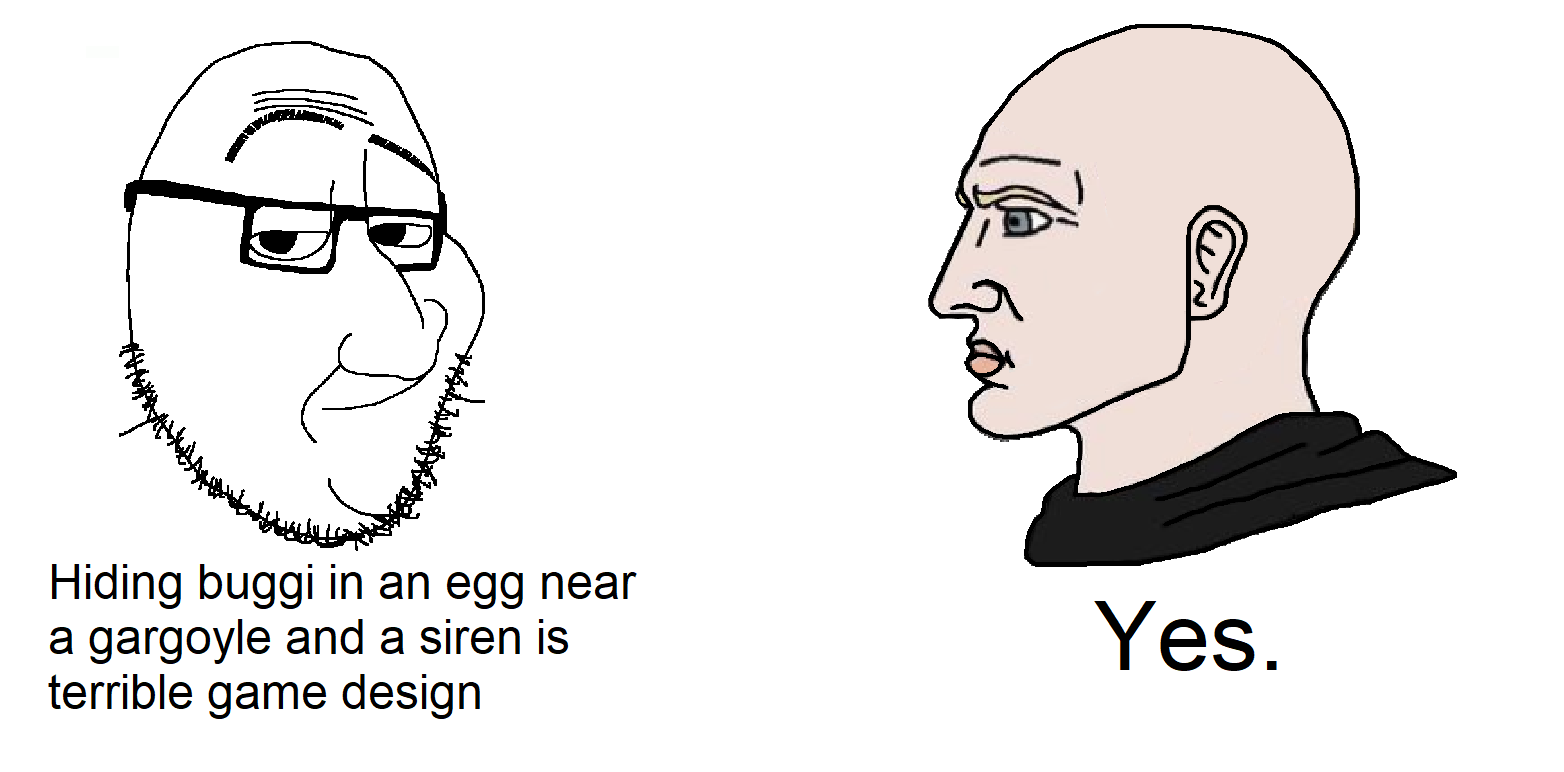 Hiding buggi in an egg near
a gargoyle and a siren is
terrible game design
Yes.